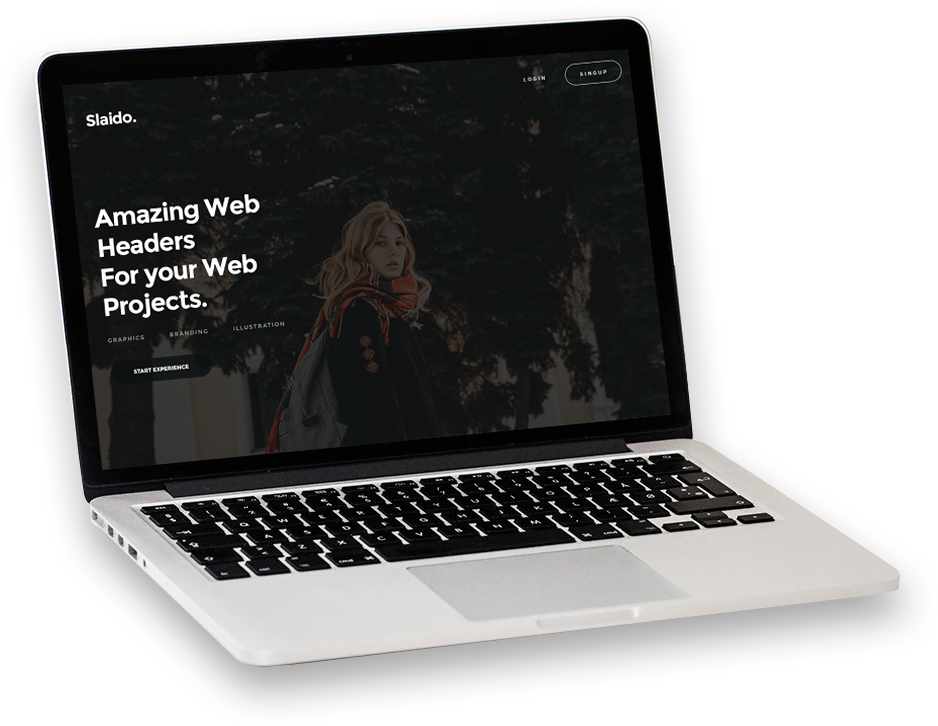 LOGIN
SINGUP
Slaido.
Amazing Web
Headers
For your Web
Projects.
GRAPHICS
BRANDING
ILLUSTRATION
START EXPERIENCE